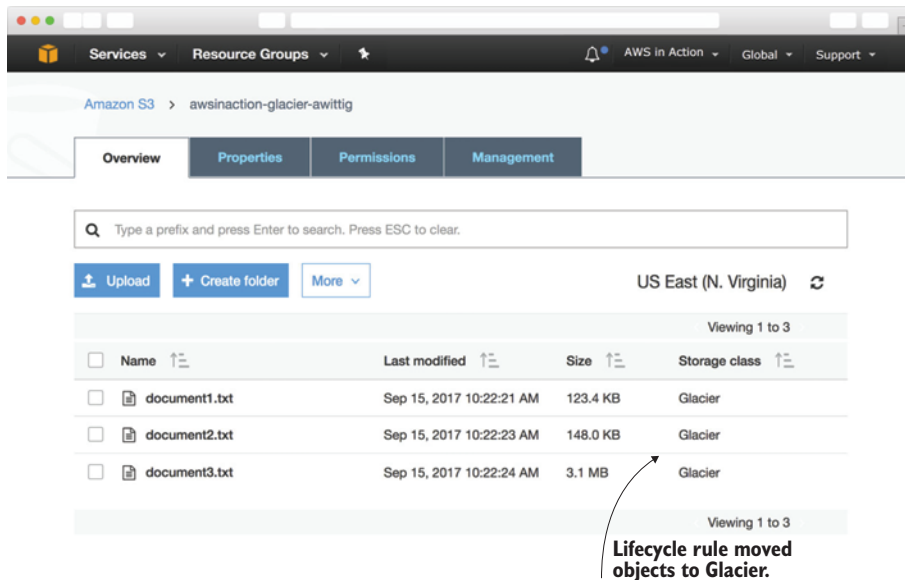 Services Resource Groups AWS in Action Global Support
Amazon S3 > awsinaction-glacier-awittig
Overview Properties Permissions Management
Type a prefix and press Enter to search. Press ESC to clear.
Upload + Create folder More US East (N. Virginia)
Viewing 1 to 3
Name Last modified Size Storage class
document1.txt Sep 15, 2017 10:22:21 AM 123.4 KB Glacier
document2.txt Sep 15, 2017 10:22:23 AM 148.0 KB Glacier
document3.txt Sep 15, 2017 10:22:24 AM 3.1 MB Glacier
Viewing 1 to 3
Lifecycle rule moved
objects to Glacier.